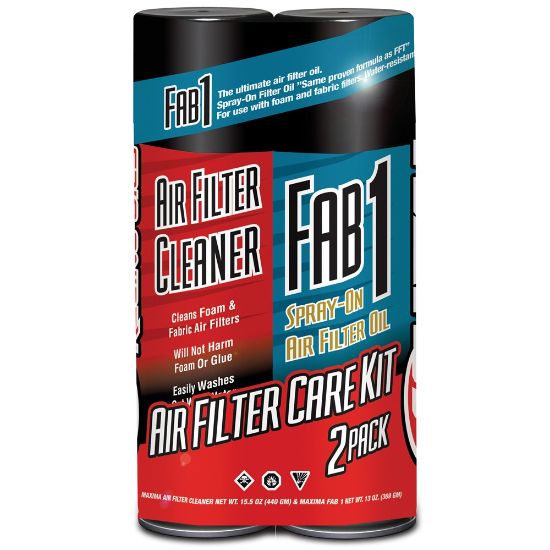 FAB1
The ultimate air filter oil.
Spray-On Filter Oil "Same proven formula as FFT"
For use with foam and fabric filters. Water-resistant
AIR FILTER
CLEANER
Cleans Foam &
Fabric Air Filters
Will Not Harm
Foam Or Glue
Easily Washes
FAB1
SPRAY-ON
AIR FILTER OIL
AIR FILTER CARE KIT
2 PACK
MAXIMA AIR FILTER CLEANER NET WT. 15.5 OZ (440 GM) & MAXIMA FAB 1 NET WT. 13 OZ. (368 GM)